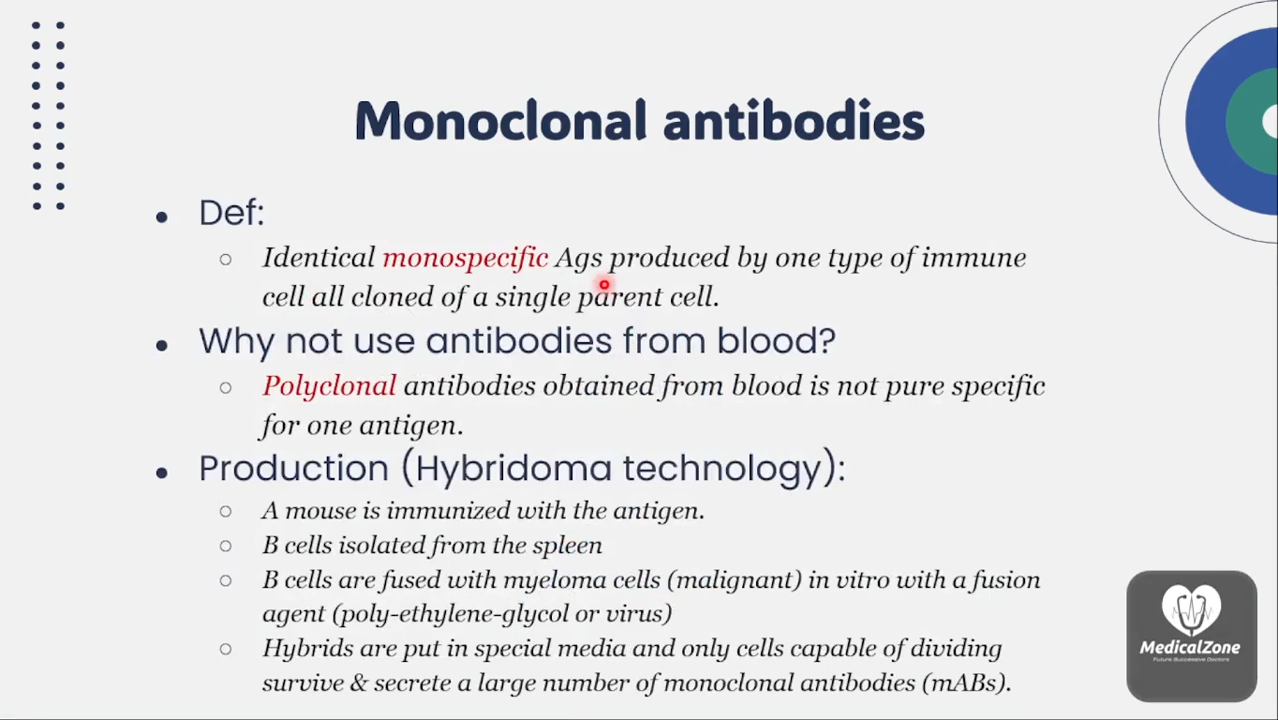 Monoclonal antibodies
• Def:
○ Identical monospecific Ags produced by one type of immune
cell all cloned of a single parent cell.
• Why not use antibodies from blood?
○ Polyclonal antibodies obtained from blood is not pure specific
for one antigen.
• Production (Hybridoma technology):
○ A mouse is immunized with the antigen.
○ B cells isolated from the spleen
○ B cells are fused with myeloma cells (malignant) in vitro with a fusion
agent (poly-ethylene-glycol or virus)
○ Hybrids are put in special media and only cells capable of dividing
survive & secrete a large number of monoclonal antibodies (mABs).
MedicalZone
Future Successive Doctors